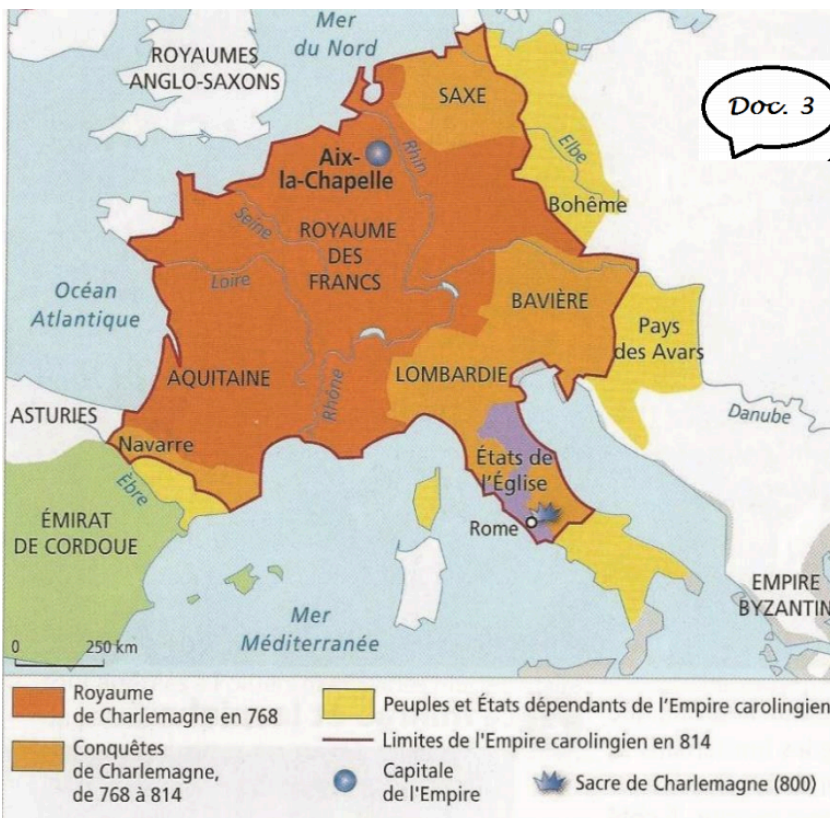 Mer
du Nord
ROYAUMES
ANGLO-SAXONS
SAXE
Doc. 3
Aix-
la-Chapelle
Rhin
Elbe
Bohême
Seine
ROYAUME
DES
FRANCS
Loire
Océan
Atlantique
BAVIÈRE
Pays
des Avars
AQUITAINE
Rhône
LOMBARDIE
ASTURIES
Danube
Navarre
Èbre
États de
l'Église
ÉMIRAT
DE CORDOUE
Rome
EMPIRE
BYZANTIN
Mer
Méditerranée
0 250 km
Royaume
de Charlemagne en 768
Conquêtes
de Charlemagne,
de 768 à 814
Peuples et États dépendants de l'Empire carolingien
Limites de l'Empire carolingien en 814
Capitale
de l'Empire
Sacre de Charlemagne (800)